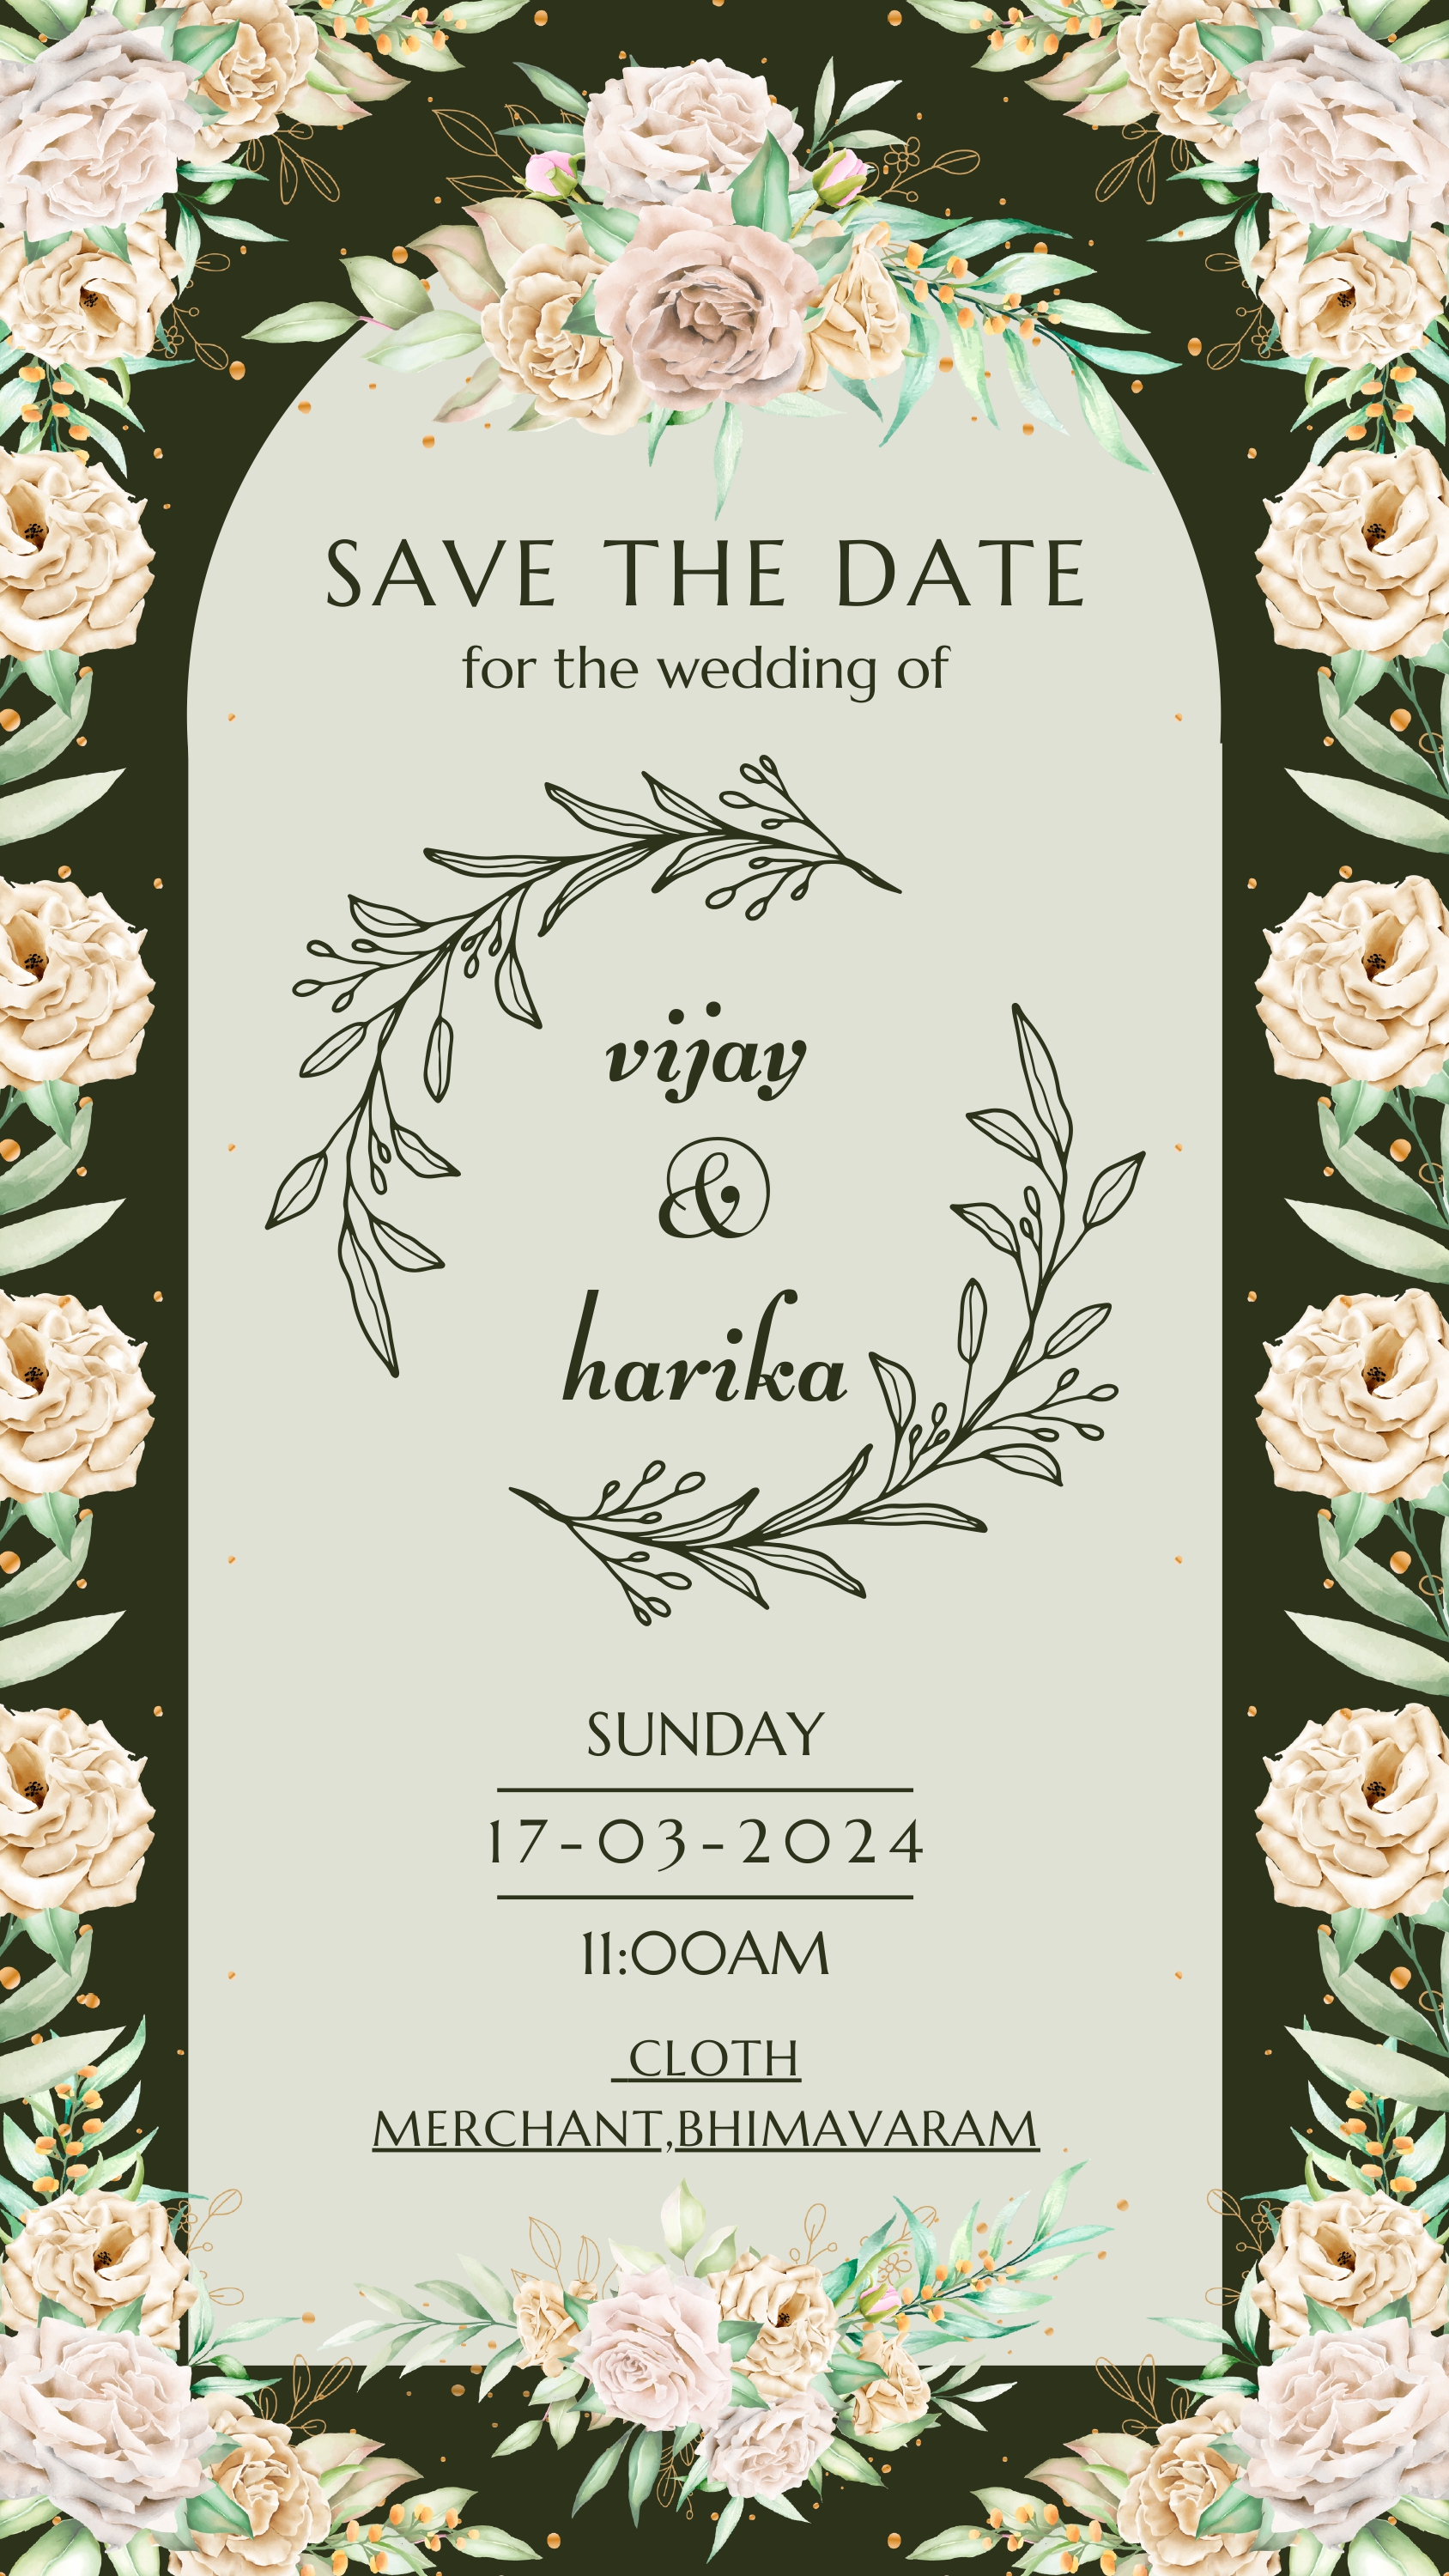 SAVE THE DATE
for the wedding of
vijay
&
harika
SUNDAY
17-03-2024
11:00AM
CLOTH
MERCHANT,BHIMAVARAM